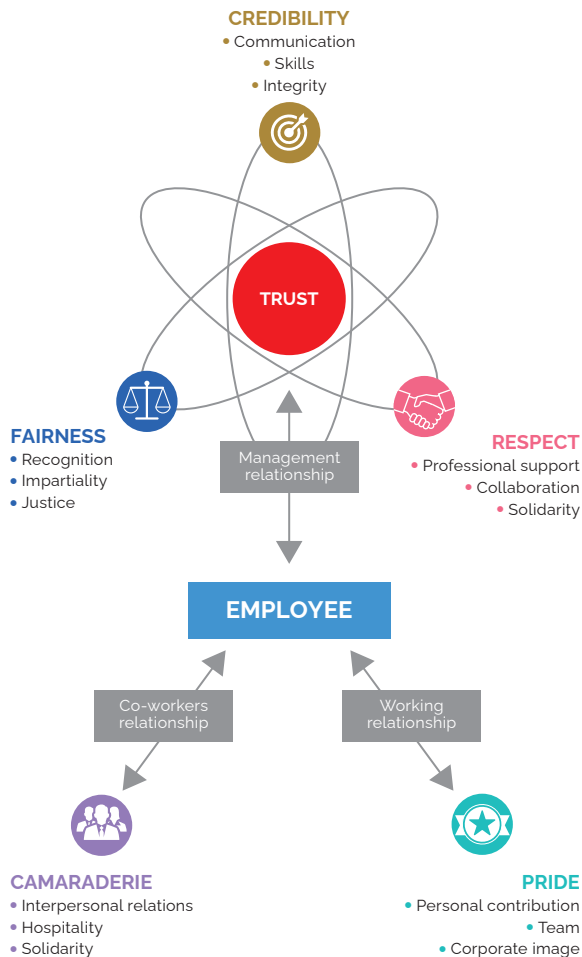 CREDIBILITY
• Communication
• Skills
• Integrity
TRUST
FAIRNESS
• Recognition
• Impartiality
• Justice
RESPECT
• Professional support
• Collaboration
• Solidarity
Management
relationship
EMPLOYEE
Co-workers
relationship
Working
relationship
CAMARADERIE
• Interpersonal relations
• Hospitality
• Solidarity
PRIDE
• Personal contribution
• Team
• Corporate image